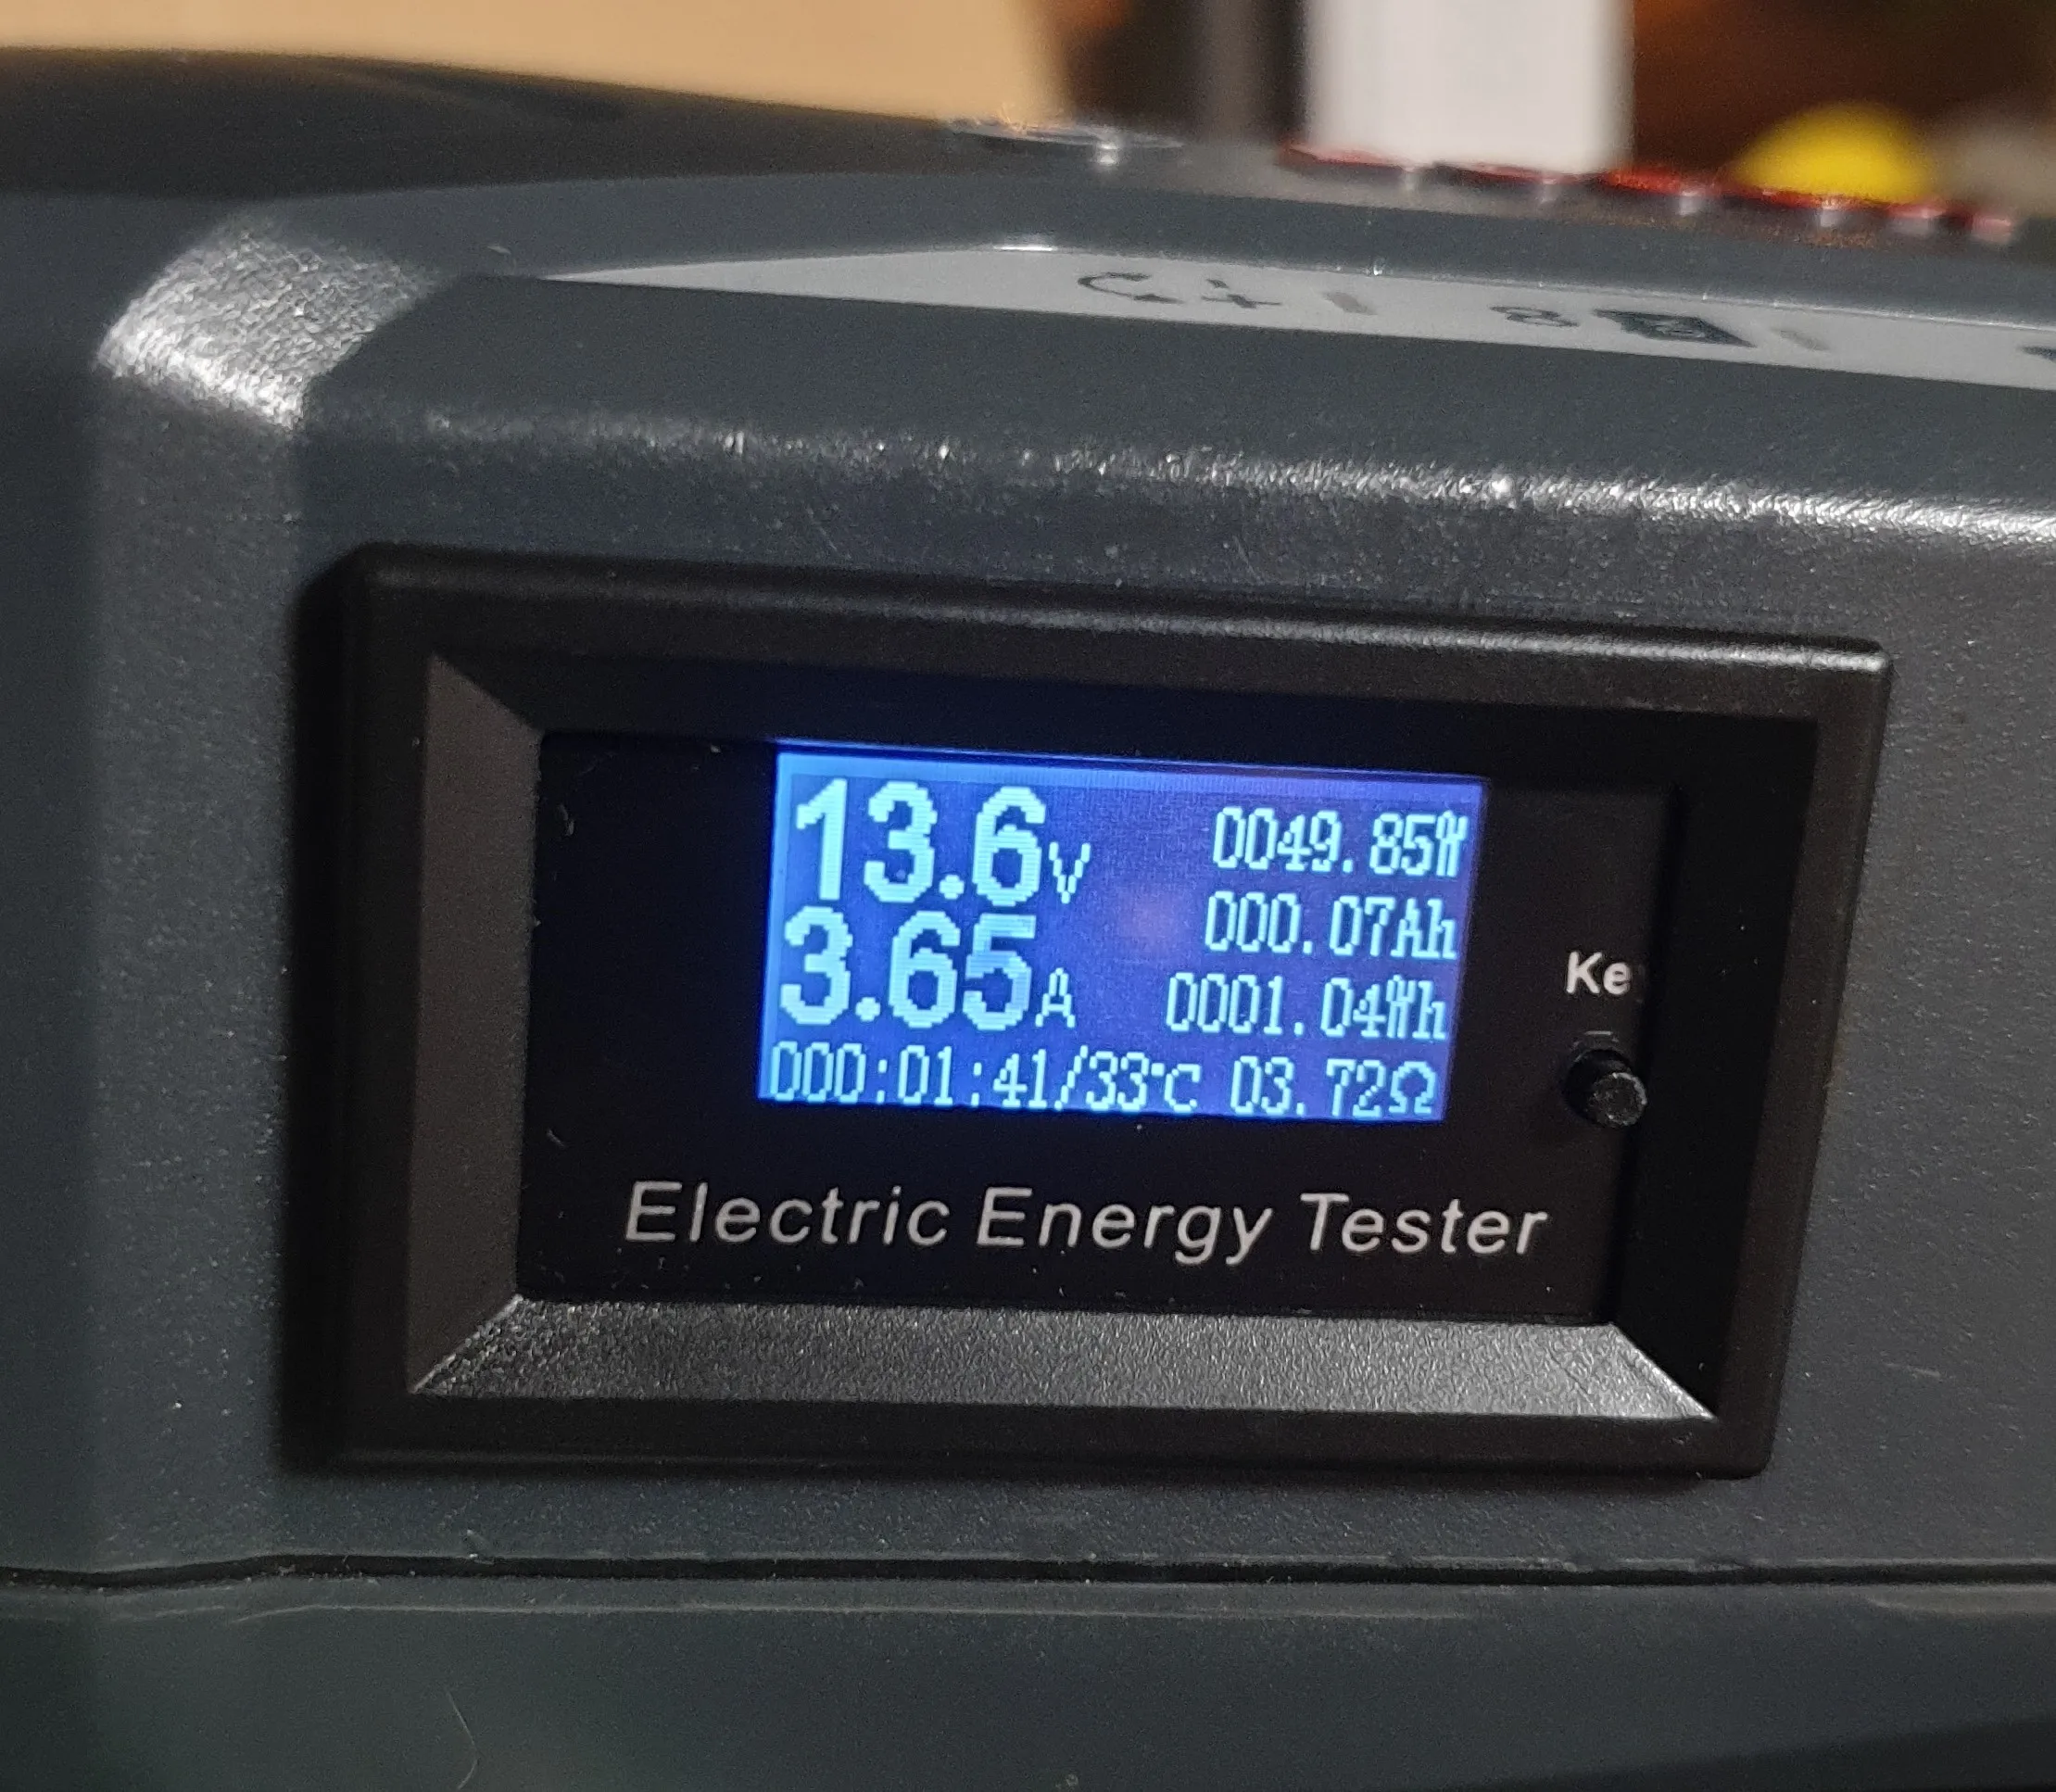 13.6V 0049.85W
3.65A 000.07Ah
0001.04Wh
000:01:41/33°C 03.72Ω
Ke
Electric Energy Tester